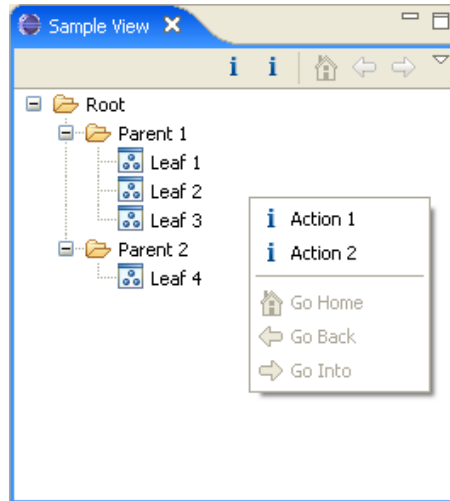 Sample View
Root
Parent 1
Leaf 1
Leaf 2
Leaf 3
Parent 2
Leaf 4
Action 1
Action 2
Go Home
Go Back
Go Into